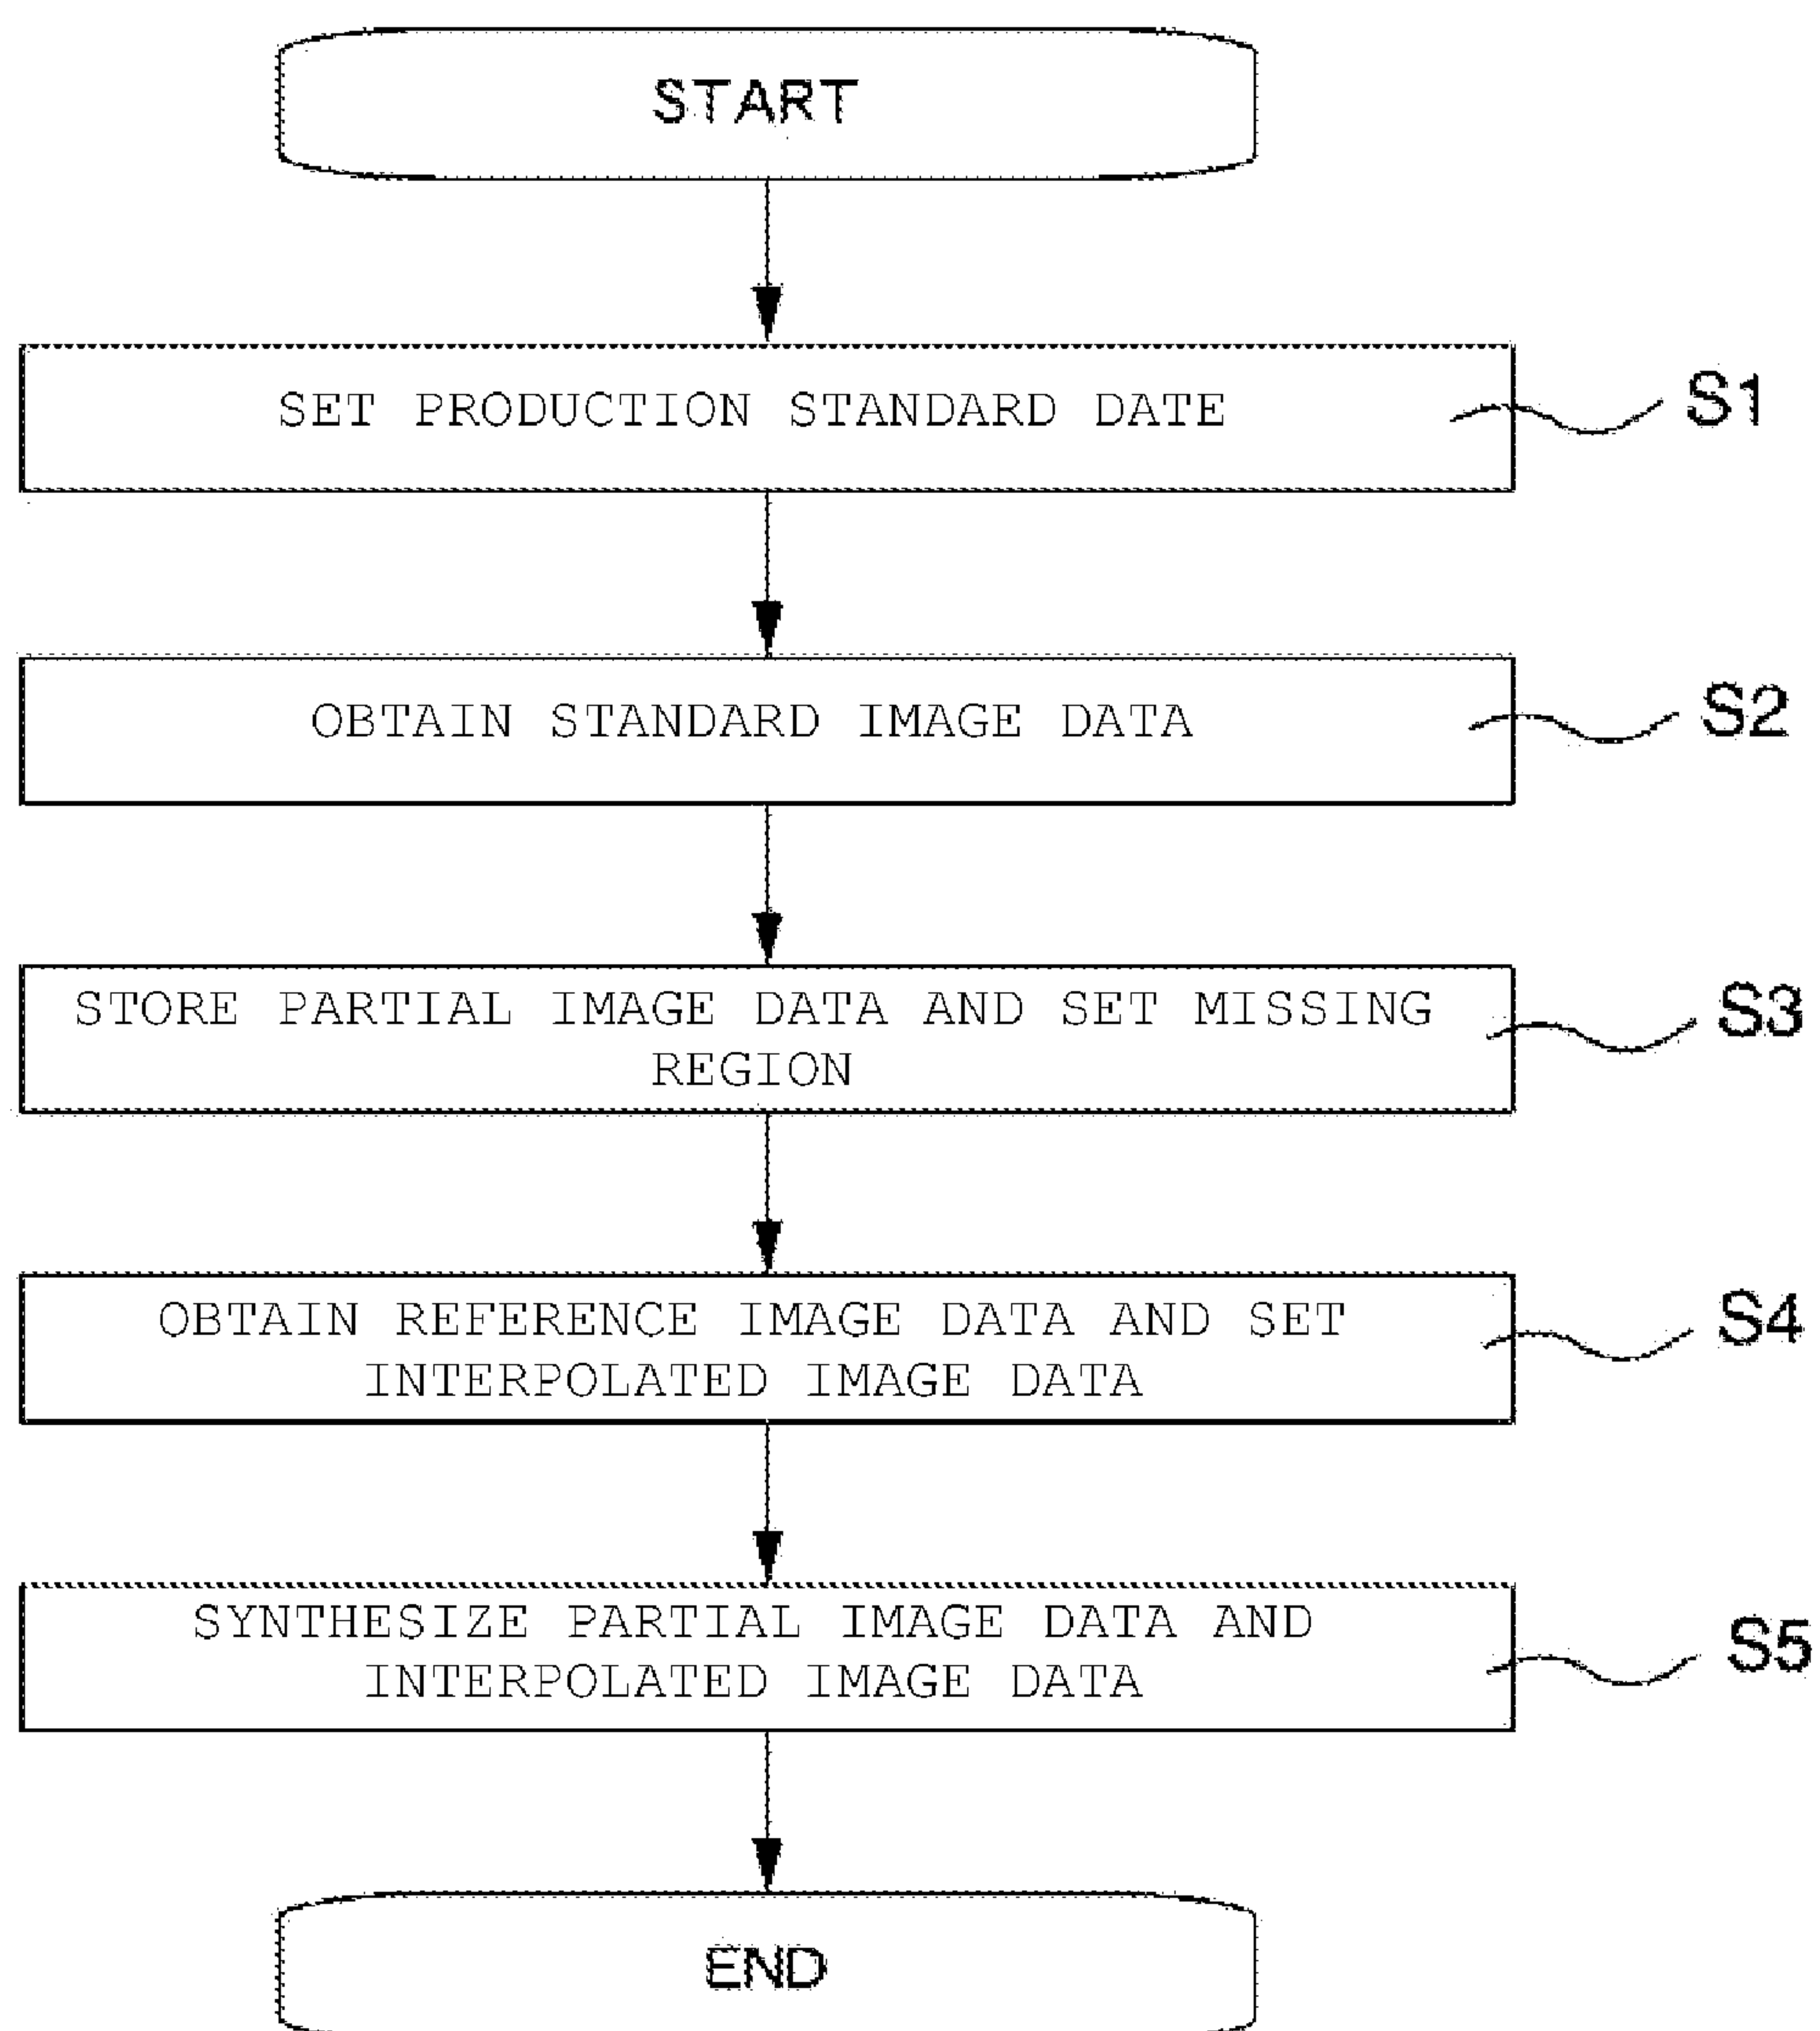 START
SET PRODUCTION STANDARD DATE
S1
OBTAIN STANDARD IMAGE DATA
S2
STORE PARTIAL IMAGE DATA AND SET MISSING
REGION
S3
OBTAIN REFERENCE IMAGE DATA AND SET
INTERPOLATED IMAGE DATA
S4
SYNTHESIZE PARTIAL IMAGE DATA AND
INTERPOLATED IMAGE DATA
S5
END